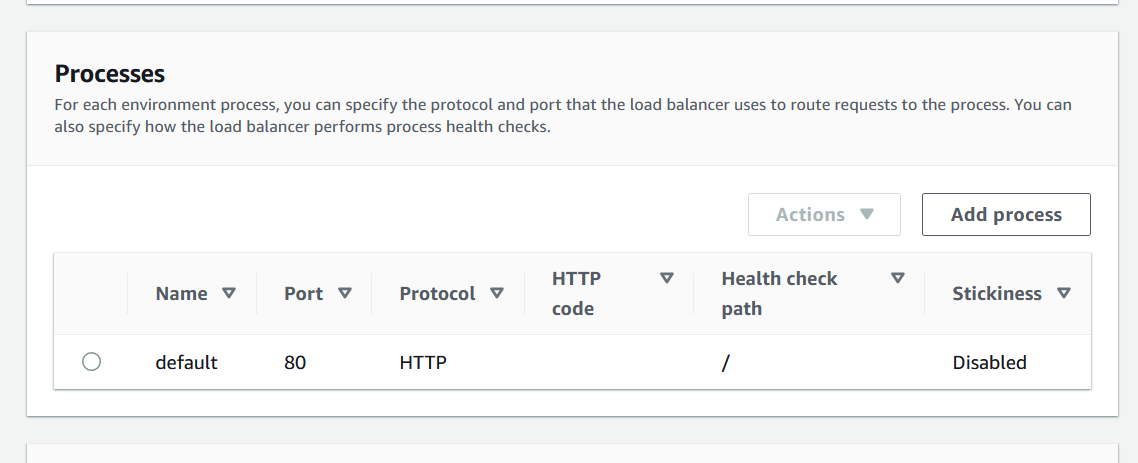 Processes
For each environment process, you can specify the protocol and port that the load balancer uses to route requests to the process. You can
also specify how the load balancer performs process health checks.
Actions
Add process
Name
Port
Protocol
HTTP
code
Health check
path
Stickiness
default
80
HTTP
/
Disabled